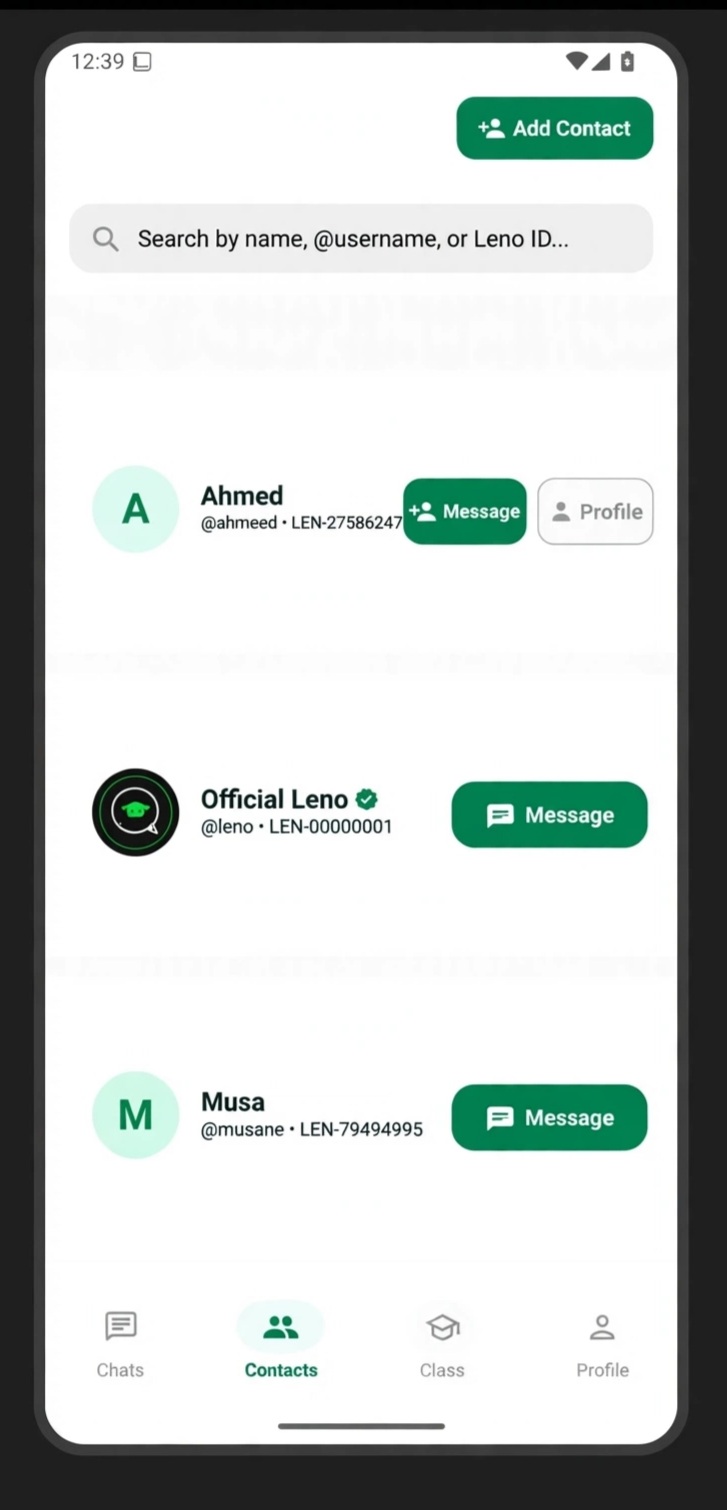 12:39
Add Contact
Search by name, @username, or Leno ID...
A
Ahmed
@ahmeed • LEN-27586247
Message
Profile
Official Leno
@leno • LEN-00000001
Message
M
Musa
@musane • LEN-79494995
Message
Chats
Contacts
Class
Profile